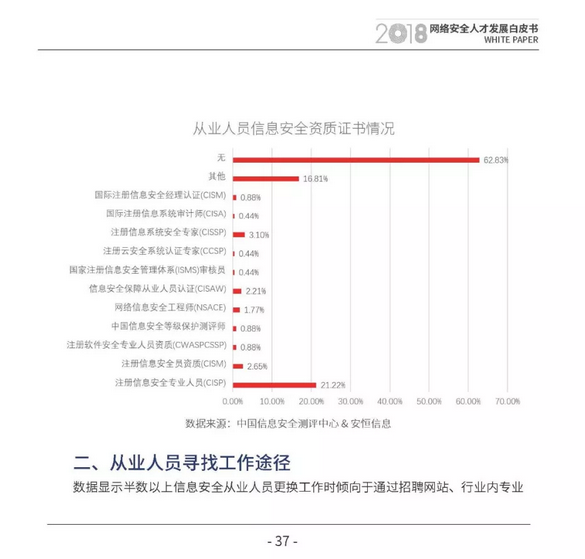 2018 网络安全人才发展白皮书
WHITE PAPER
从业人员信息安全资质证书情况
无 62.83%
其他 16.81%
国际注册信息安全经理认证(CISM) 0.88%
国际注册信息系统审计师(CISA) 0.44%
注册信息系统安全专家(CISSP) 3.10%
注册云安全系统认证专家(CCSP) 0.44%
国家注册信息安全管理体系(ISMS)审核员 0.44%
信息安全保障从业人员认证(CISAW) 2.21%
网络信息安全工程师(NSACE) 1.77%
中国信息安全等级保护测评师 0.88%
注册软件安全专业人员资质(CWASPCSSP) 0.88%
注册信息安全员资质(CISM) 2.65%
注册信息安全专业人员(CISP) 21.22%
0.00% 10.00% 20.00% 30.00% 40.00% 50.00% 60.00% 70.00%
数据来源：中国信息安全测评中心 & 安恒信息
二、从业人员寻找工作途径
数据显示半数以上信息安全从业人员更换工作时倾向于通过招聘网站、行业内专业
- 37 -